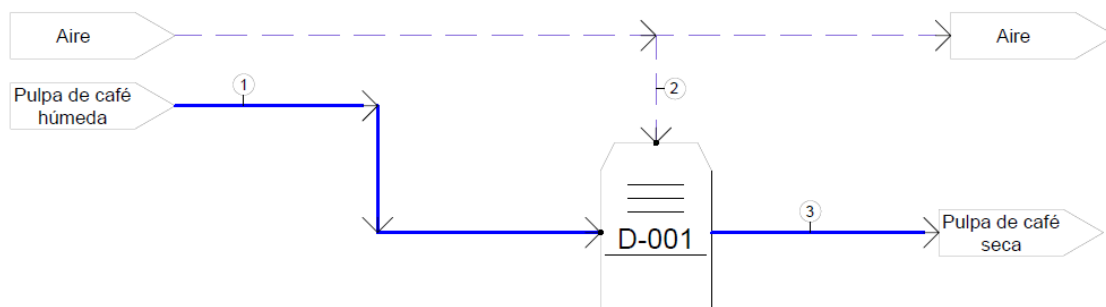 Aire
Aire
Pulpa de café
húmeda
1
2
3
D-001
Pulpa de café
seca